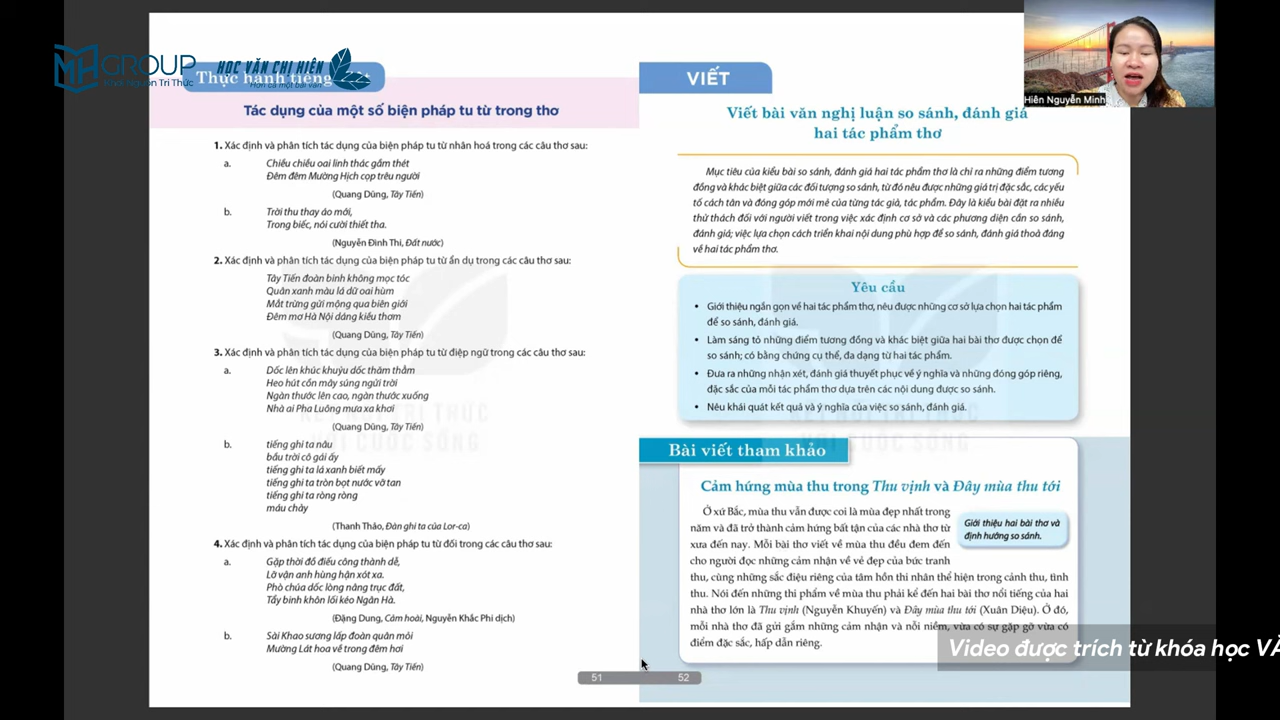 MH GROUP
Khơi Nguồn Tri Thức
HỌC VĂN CHỊ HIÊN
Hơn cả một bài văn
Thực hành tiếng
Tác dụng của một số biện pháp tu từ trong thơ
1. Xác định và phân tích tác dụng của biện pháp tu từ nhân hoá trong các câu thơ sau:
a. Chiều chiều oai linh thác gầm thét
Đêm đêm Mường Hịch cọp trêu người
(Quang Dũng, Tây Tiến)
b. Trời thu thay áo mới,
Trong biếc, nói cười thiết tha.
(Nguyễn Đình Thi, Đất nước)
2. Xác định và phân tích tác dụng của biện pháp tu từ ẩn dụ trong các câu thơ sau:
Tây Tiến đoàn binh không mọc tóc
Quân xanh màu lá dữ oai hùm
Mắt trừng gửi mộng qua biên giới
Đêm mơ Hà Nội dáng kiều thơm
(Quang Dũng, Tây Tiến)
3. Xác định và phân tích tác dụng của biện pháp tu từ điệp ngữ trong các câu thơ sau:
a. Dốc lên khúc khuỷu dốc thăm thẳm
Heo hút cồn mây súng ngửi trời
Ngàn thước lên cao, ngàn thước xuống
Nhà ai Pha Luông mưa xa khơi
(Quang Dũng, Tây Tiến)
b. tiếng ghi ta nâu
bầu trời cô gái ấy
tiếng ghi ta lá xanh biết mấy
tiếng ghi ta tròn bọt nước vỡ tan
tiếng ghi ta ròng ròng
máu chảy
(Thanh Thảo, Đàn ghi ta của Lor-ca)
4. Xác định và phân tích tác dụng của biện pháp tu từ đối trong các câu thơ sau:
a. Gặp thời đồ điếu công thành dễ,
Lỡ vận anh hùng hận xót xa.
Phò chúa dốc lòng nâng trục đất,
Tẩy binh khôn lối kéo Ngân Hà.
(Đặng Dung, Cảm hoài, Nguyễn Khắc Phi dịch)
b. Sài Khao sương lấp đoàn quân mỏi
Mường Lát hoa về trong đêm hơi
(Quang Dũng, Tây Tiến)
51
VIẾT
Viết bài văn nghị luận so sánh, đánh giá
hai tác phẩm thơ
Mục tiêu của kiểu bài so sánh, đánh giá hai tác phẩm thơ là chỉ ra những điểm tương
đồng và khác biệt giữa các đối tượng so sánh, từ đó nêu được những giá trị đặc sắc, các yếu
tố cách tân và đóng góp mới mẻ của từng tác giả, tác phẩm. Đây là kiểu bài đặt ra nhiều
thử thách đối với người viết trong việc xác định cơ sở và các phương diện cần so sánh,
đánh giá; việc lựa chọn cách triển khai nội dung phù hợp để so sánh, đánh giá thoả đáng
về hai tác phẩm thơ.
Yêu cầu
• Giới thiệu ngắn gọn về hai tác phẩm thơ, nêu được những cơ sở lựa chọn hai tác phẩm
để so sánh, đánh giá.
• Làm sáng tỏ những điểm tương đồng và khác biệt giữa hai bài thơ được chọn để
so sánh; có bằng chứng cụ thể, đa dạng từ hai tác phẩm.
• Đưa ra những nhận xét, đánh giá thuyết phục về ý nghĩa và những đóng góp riêng,
đặc sắc của mỗi tác phẩm thơ dựa trên các nội dung được so sánh.
• Nêu khái quát kết quả và ý nghĩa của việc so sánh, đánh giá.
Bài viết tham khảo
Cảm hứng mùa thu trong Thu vịnh và Đây mùa thu tới
Ở xứ Bắc, mùa thu vẫn được coi là mùa đẹp nhất trong
năm và đã trở thành cảm hứng bất tận của các nhà thơ từ
xưa đến nay. Mỗi bài thơ viết về mùa thu đều đem đến
cho người đọc những cảm nhận về vẻ đẹp của bức tranh
thu, cùng những sắc điệu riêng của tâm hồn thi nhân thể hiện trong cảnh thu, tình
thu. Nói đến những thi phẩm về mùa thu phải kể đến hai bài thơ nổi tiếng của hai
nhà thơ lớn là Thu vịnh (Nguyễn Khuyến) và Đây mùa thu tới (Xuân Diệu). Ở đó,
mỗi nhà thơ đã gửi gắm những cảm nhận và nỗi niềm, vừa có sự gặp gỡ vừa có
điểm đặc sắc, hấp dẫn riêng.
Giới thiệu hai bài thơ và
định hướng so sánh.
52
KẾT NỐI TRI THỨC
VỚI CUỘC SỐNG
KẾT NỐI TRI THỨC
VỚI CUỘC SỐNG
Hiên Nguyễn Minh
Video được trích từ khóa học VĂ